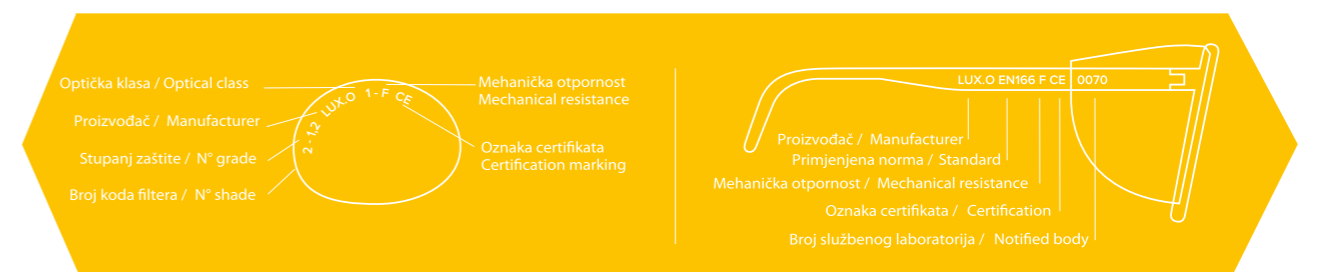 Optička klasa / Optical class
Proizvođač / Manufacturer
Stupanj zaštite / N° grade
Broj koda filtera / N° shade
2 - 1,2 LUX.O 1 - F CE
Mehanička otpornost
Mechanical resistance
Oznaka certifikata
Certification marking
LUX.O EN166 F CE 0070
Proizvođač / Manufacturer
Primjenjena norma / Standard
Mehanička otpornost / Mechanical resistance
Oznaka certifikata / Certification
Broj službenog laboratorija / Notified body